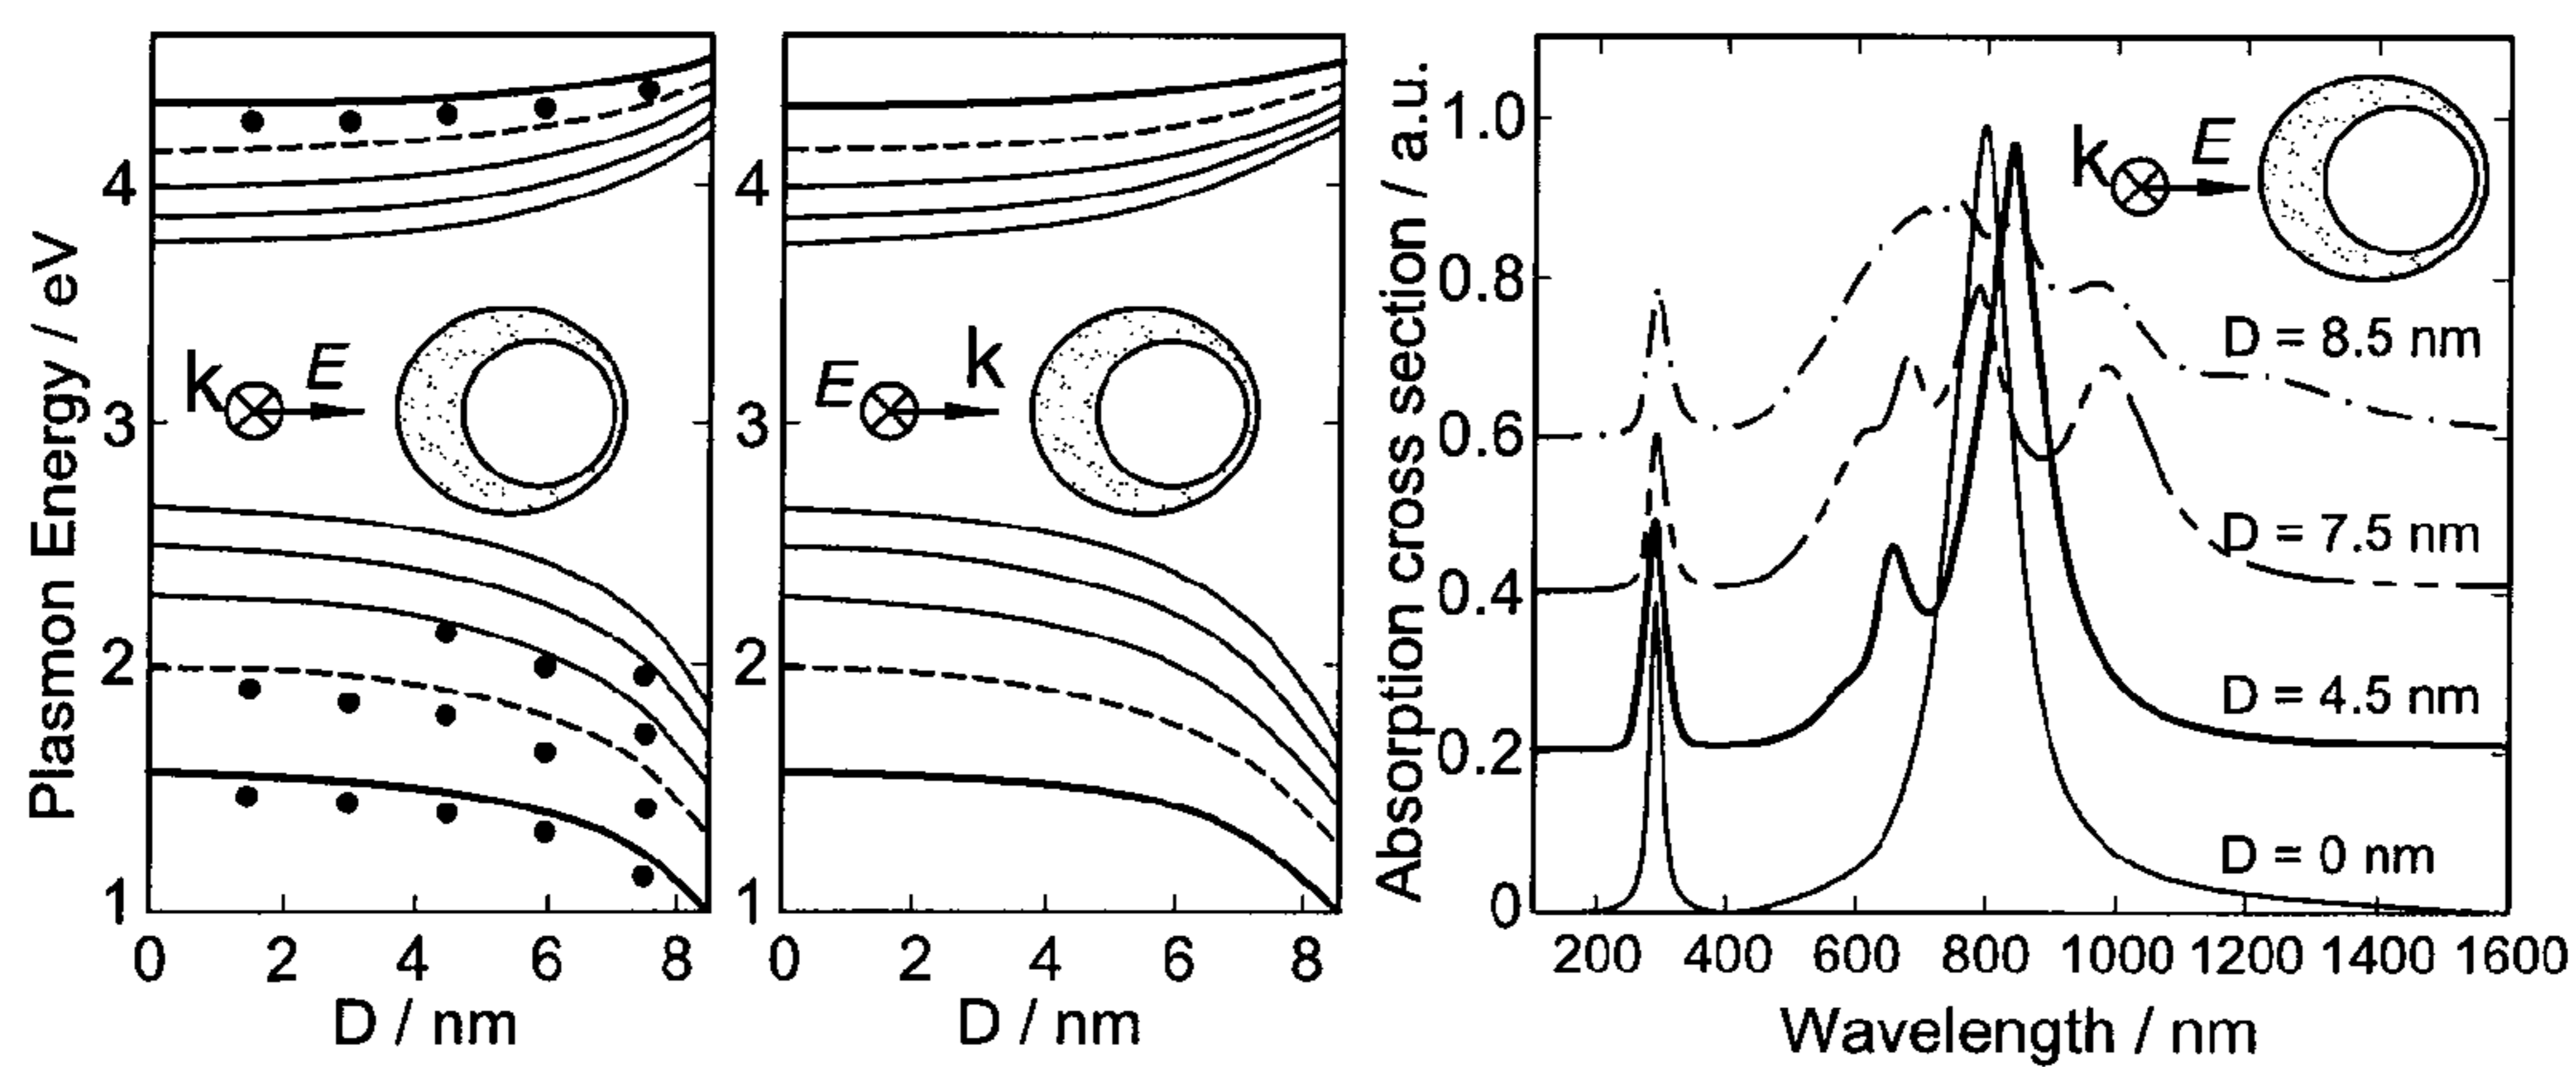 Plasmon Energy / eV
4
3
2
1
k E
0 2 4 6 8
D / nm
4
3
2
1
E k
0 2 4 6 8
D / nm
Absorption cross section / a.u.
1.0
0.8
0.6
0.4
0.2
0
k E
D = 8.5 nm
D = 7.5 nm
D = 4.5 nm
D = 0 nm
200 400 600 800 1000 1200 1400 1600
Wavelength / nm